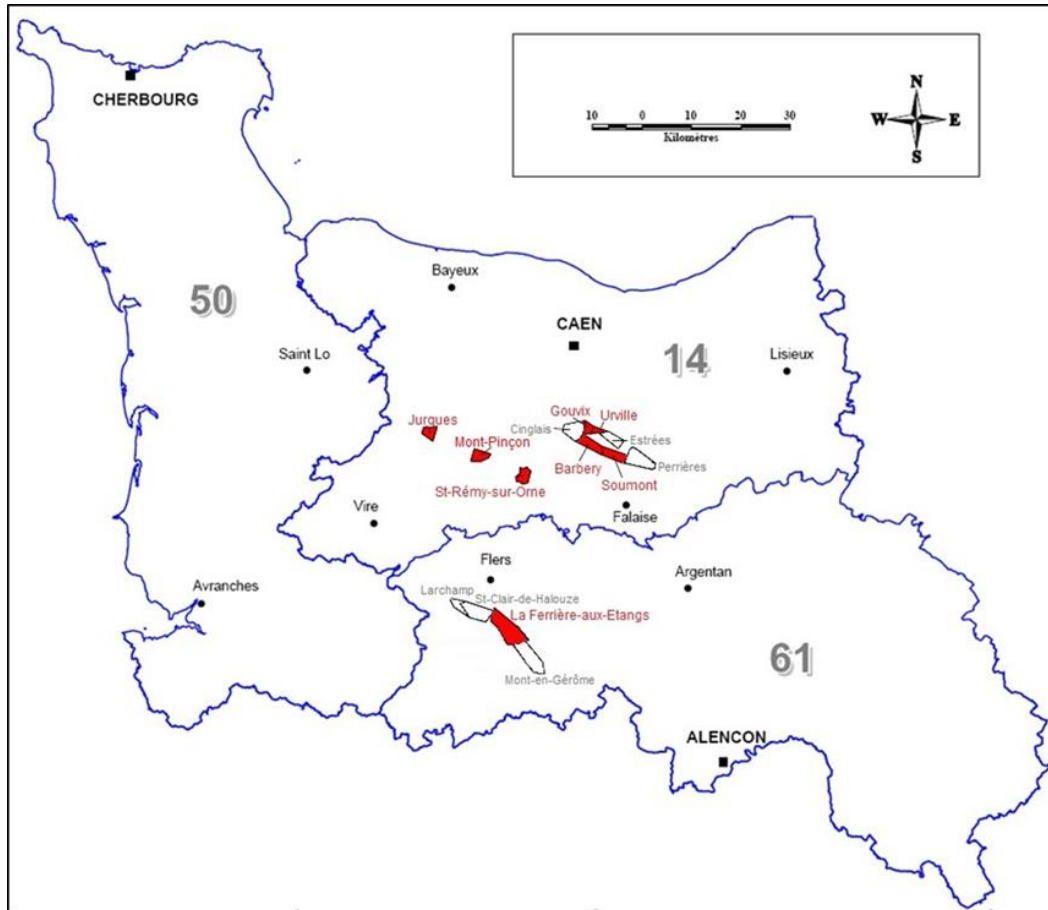 CHERBOURG
N
W E
S
10 0 10 20 30
Kilomètres
50
Bayeux
CAEN
Saint Lo
14
Lisieux
Jurgues
Gouvix
Urville
Cinglais
Estrées
Mont-Pinçon
Barbery
Perrières
St-Rémy-sur-Orne
Soumont
Vire
Falaise
Flers
Argentan
Avranches
Larchamp
St-Clair-de-Halouze
La Ferrière-aux-Etangs
61
Mont-en-Gérôme
ALENCON